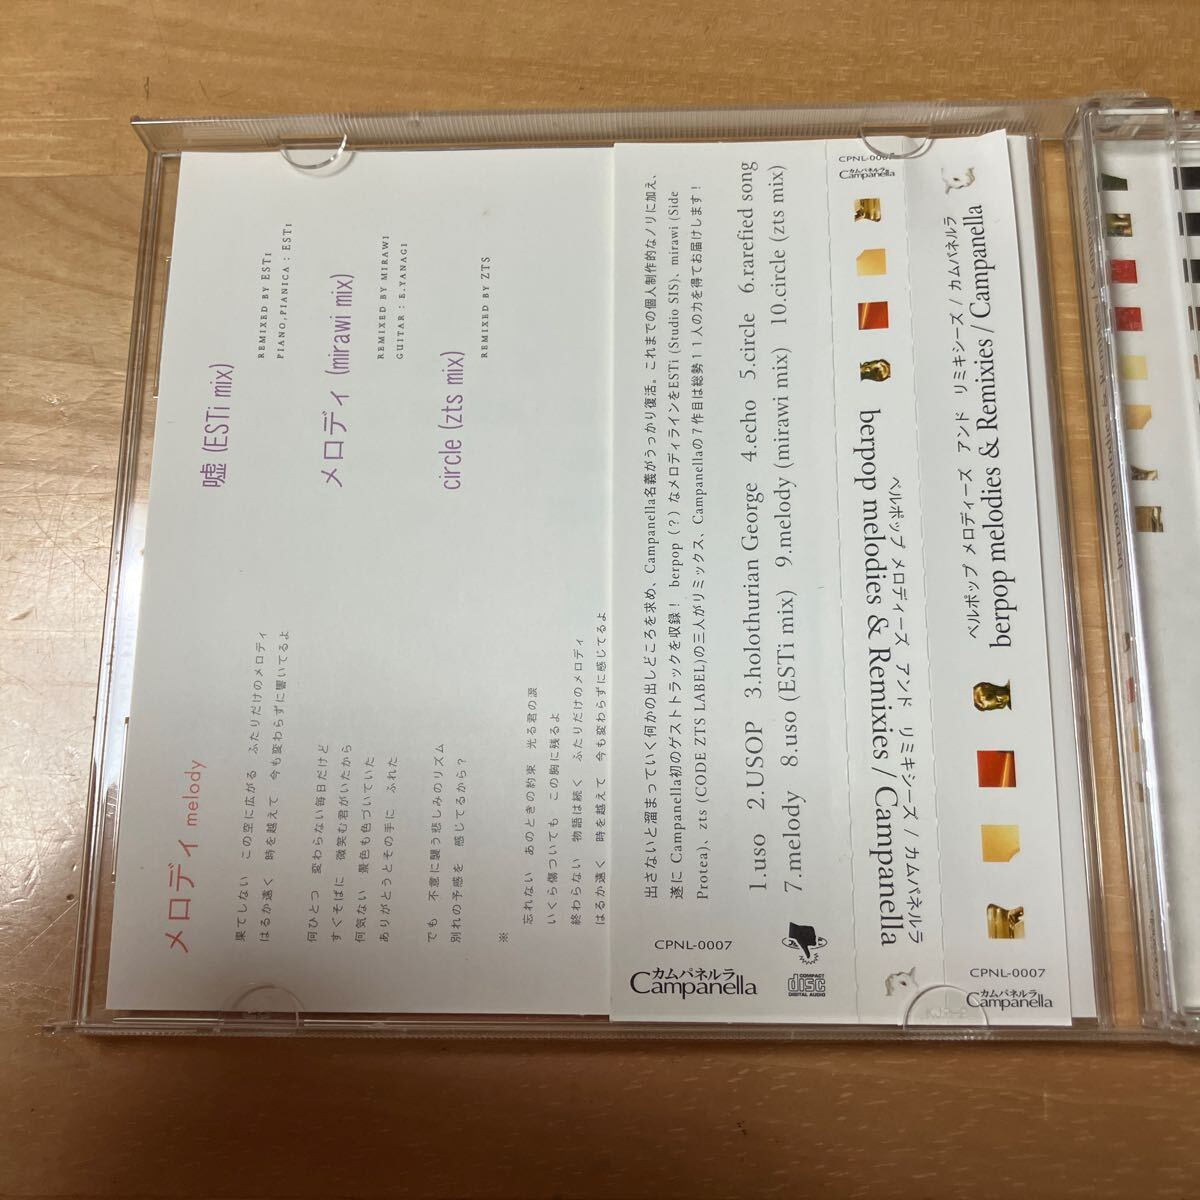 メロディ melody
果てしない この空に広がる ふたりだけのメロディ
はるか遠く 時を越えて 今も変わらずに響いてるよ
何ひとつ 変わらない毎日だけど
すぐそばに 微笑む君がいたから
何気ない 景色も色づいていた
ありがとうとその手に ふれた
でも 不意に襲う悲しみのリズム
別れの予感を 感じてるから?
※
忘れない あのときの約束 光る君の涙
いくら傷ついても この胸に残るよ
終わらない 物語は続く ふたりだけのメロディ
はるか遠く 時を越えて 今も変わらずに感じてるよ
嘘 (ESTi mix)
REMIXED BY ESTi
PIANO,PIANICA : ESTi
メロディ (mirawi mix)
REMIXED BY MIRAWI
GUITAR : E.YANAGI
circle (zts mix)
REMIXED BY ZTS
出さないと溜まっていく何かの出しどころを求め、Campanella名義がうっかり復活。これまでの個人制作的なノリに加え、
遂に Campanella初のゲストトラックを収録! berpop(?)なメロディラインをESTi (Studio SIS)、mirawi (Side
Protea)、zts (CODE ZTS LABEL)の三人がリミックス、Campanellaの7作目は総勢11人の力を得てお届けします!
1.uso 2.USOP 3.holothurian George 4.echo 5.circle 6.rarefied song
7.melody 8.uso (ESTi mix) 9.melody (mirawi mix) 10.circle (zts mix)
CPNL-0007
カムパネルラ
Campanella
COMPACT
disc
DIGITAL AUDIO
CPNL-0007
カムパネルラ
Campanella
ベルポップ メロディーズ アンド リミキシーズ / カムパネルラ
berpop melodies & Remixies / Campanella
ベルポップ メロディーズ アンド リミキシーズ / カムパネルラ
berpop melodies & Remixies / Campanella
CPNL-0007
カムパネルラ
Campanella